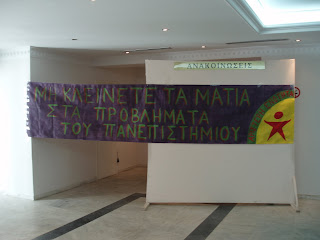 ΑΝΑΚΟΙΝΩΣΕΙΣ
ΜΗ ΚΛΕΙΝΕΤΕ ΤΑ ΜΑΤΙΑ
ΣΤΑ ΠΡΟΒΛΗΜΑΤΑ
ΤΟΥ ΠΑΝΕΠΙΣΤΗΜΙΟΥ